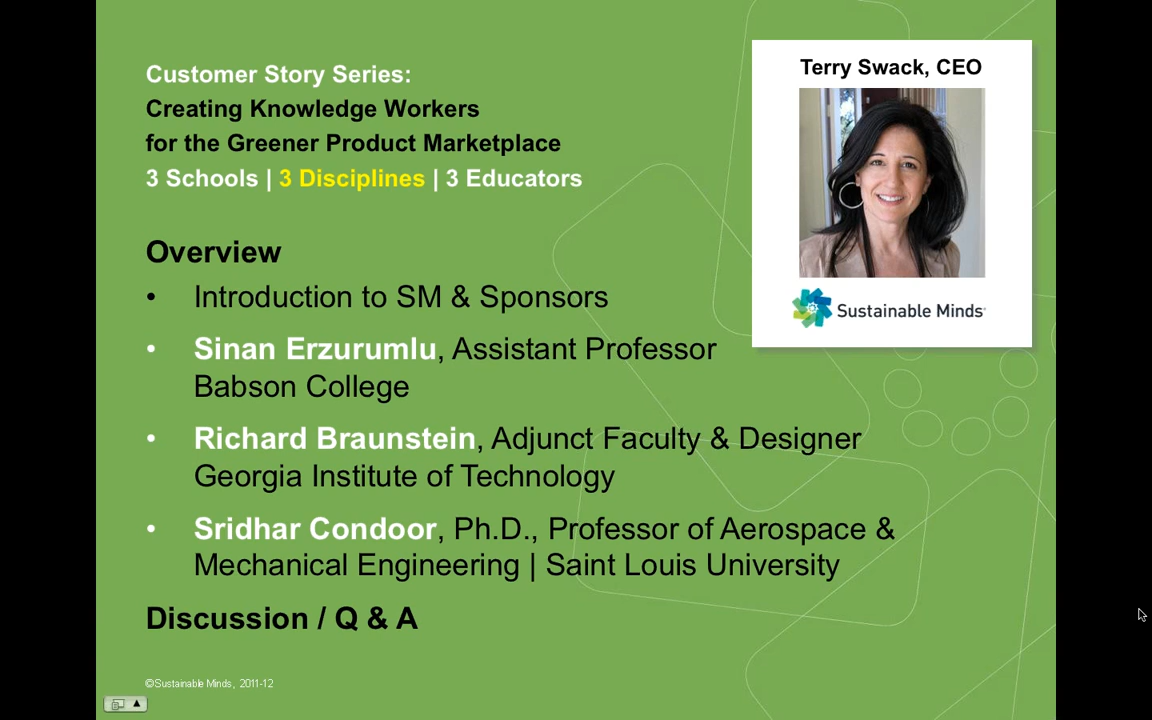 Customer Story Series:
Creating Knowledge Workers
for the Greener Product Marketplace
3 Schools | 3 Disciplines | 3 Educators
Terry Swack, CEO
Sustainable Minds®
Overview
• Introduction to SM & Sponsors
• Sinan Erzurumlu, Assistant Professor
Babson College
• Richard Braunstein, Adjunct Faculty & Designer
Georgia Institute of Technology
• Sridhar Condoor, Ph.D., Professor of Aerospace &
Mechanical Engineering | Saint Louis University
Discussion / Q & A
©Sustainable Minds, 2011-12